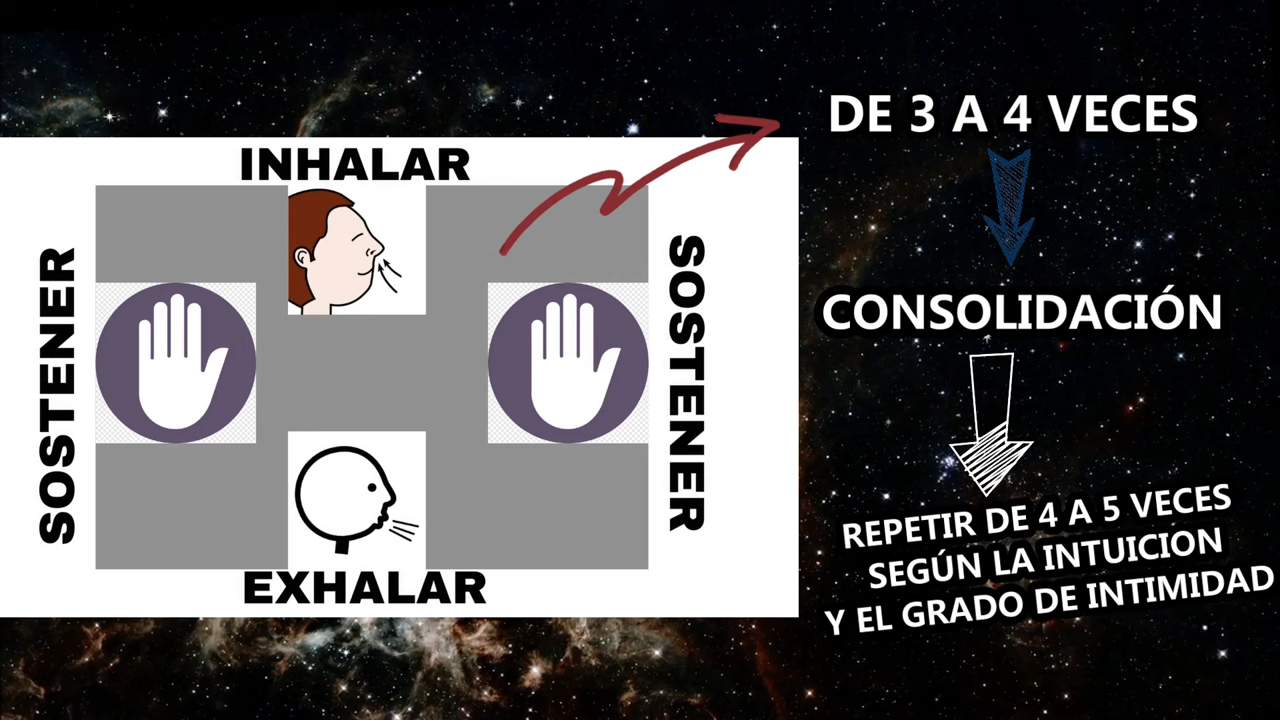 INHALAR
SOSTENER
SOSTENER
EXHALAR
DE 3 A 4 VECES
CONSOLIDACIÓN
REPETIR DE 4 A 5 VECES
SEGÚN LA INTUICION
Y EL GRADO DE INTIMIDAD